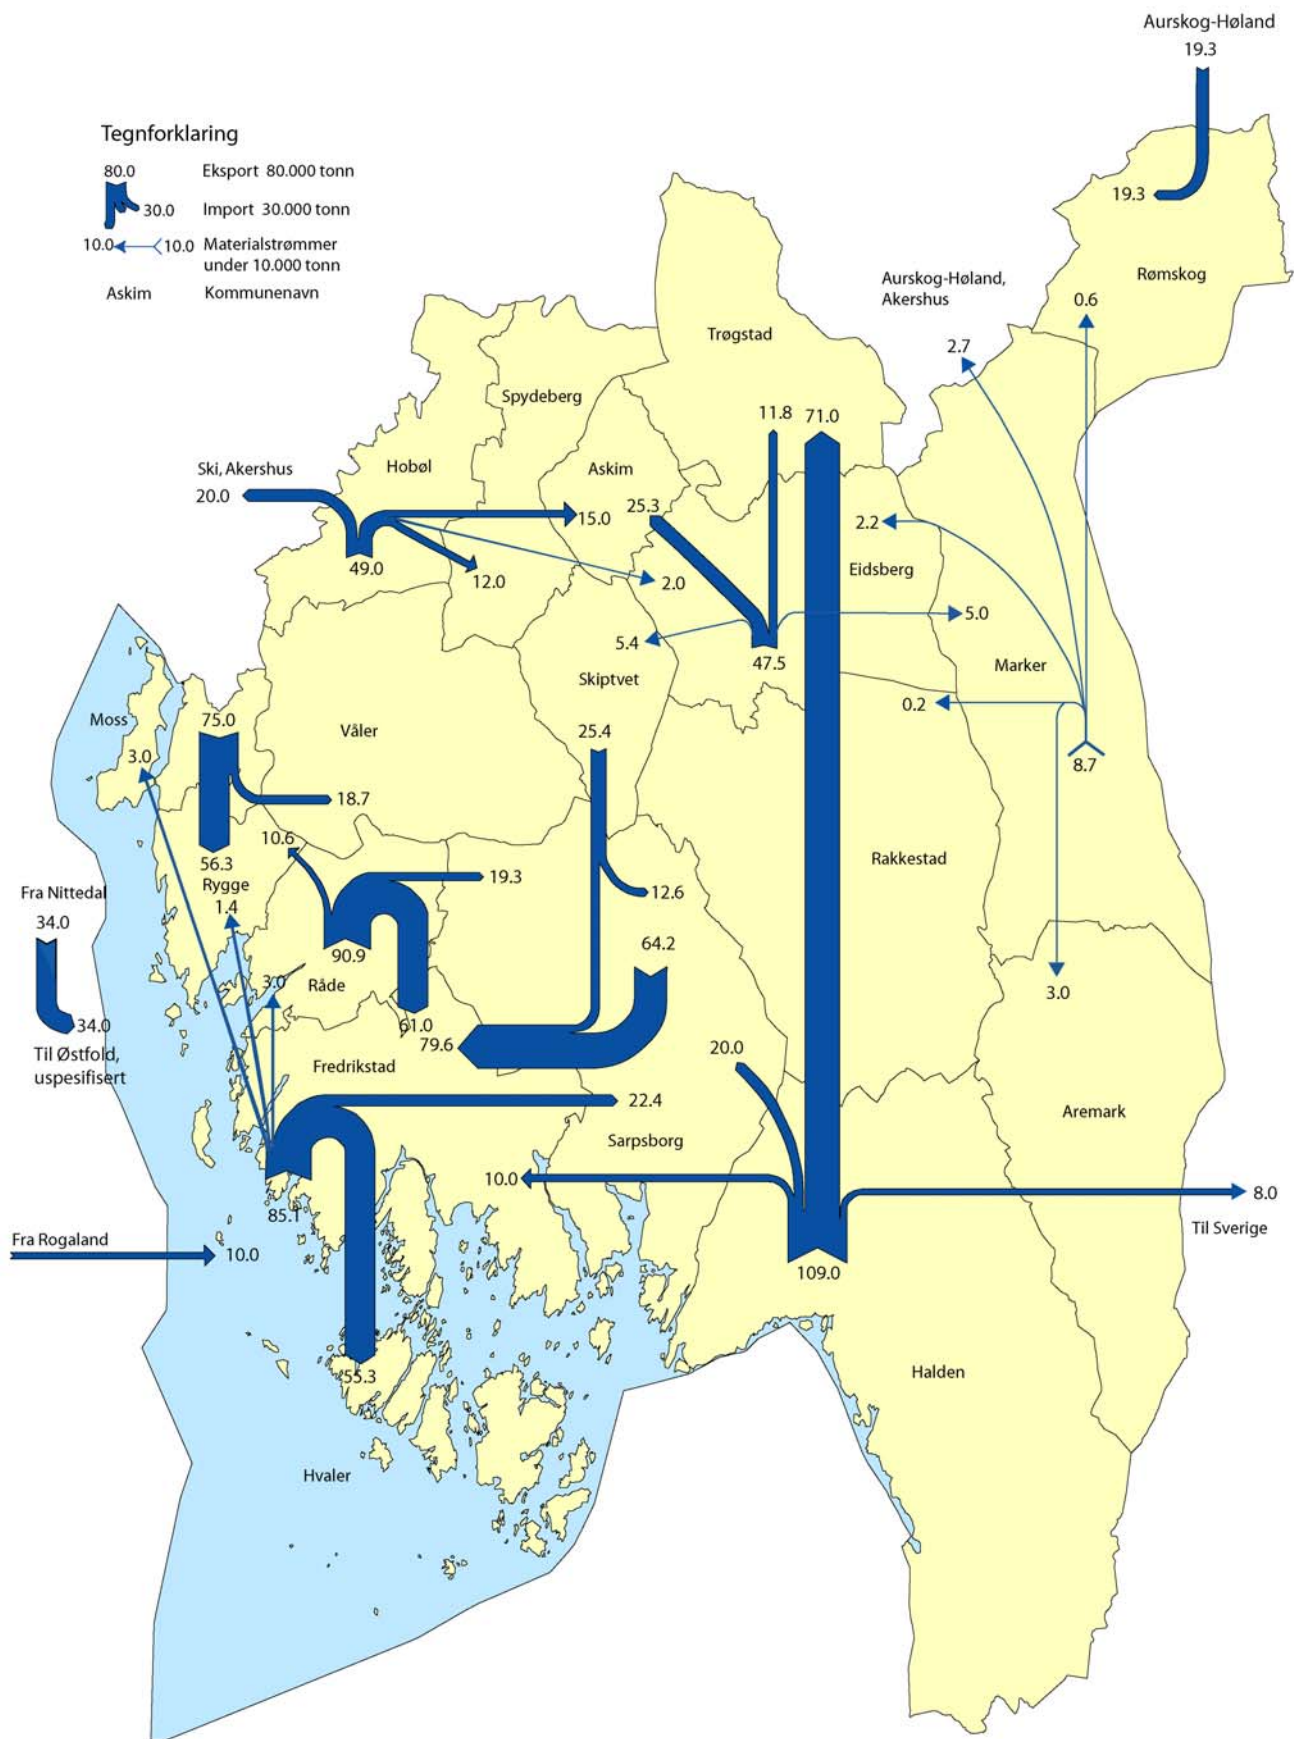 Aurskog-Høland
19.3
Tegnforklaring
80.0 Eksport 80.000 tonn
30.0 Import 30.000 tonn
10.0 10.0 Materialstrømmer
under 10.000 tonn
Askim Kommunenavn
19.3
Rømskog
Aurskog-Høland,
Akershus
0.6
2.7
Trøgstad
Spydeberg
11.8 71.0
Ski, Akershus
20.0
Hobøl
Askim
25.3
15.0
2.2
49.0
12.0
2.0
Eidsberg
5.4
5.0
47.5
Marker
Skiptvet
0.2
Moss
75.0
Våler
25.4
3.0
8.7
18.7
10.6
56.3
Rygge
1.4
19.3
12.6
Rakkestad
Fra Nittedal
34.0
64.2
90.9
Råde
3.0
3.0
61.0
34.0
Til Østfold,
uspesifisert
79.6
20.0
Fredrikstad
22.4
Aremark
Sarpsborg
10.0
8.0
Til Sverige
85.1
Fra Rogaland
10.0
109.0
55.3
Halden
Hvaler